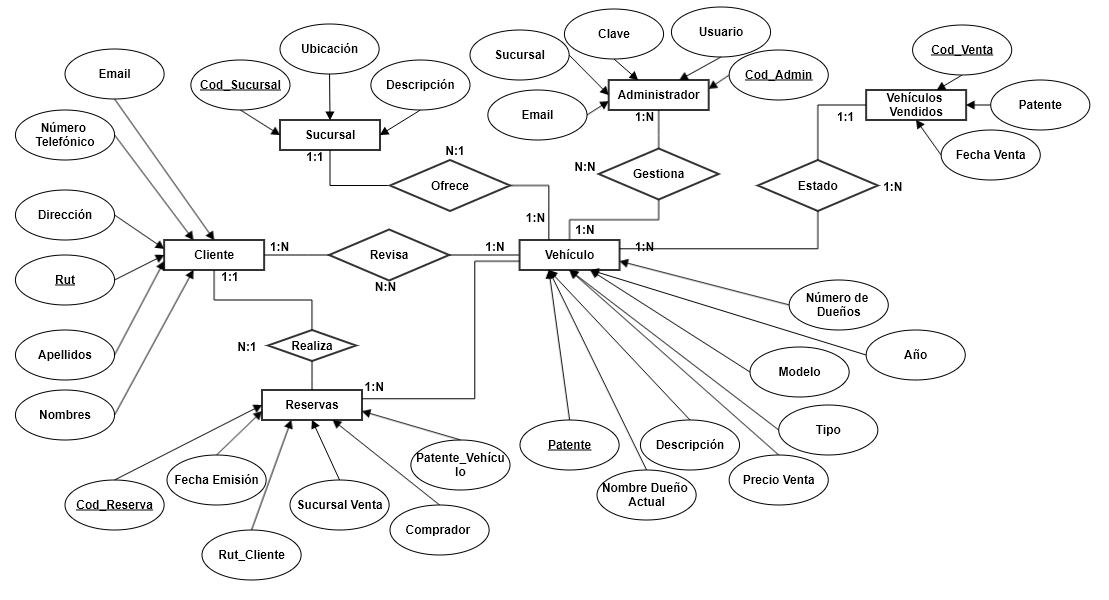 Email
Número
Telefónico
Dirección
Rut
Apellidos
Nombres
Cliente
Cod_Sucursal
Ubicación
Descripción
Sucursal
1:1
N:1
Ofrece
1:N
Sucursal
Clave
Usuario
Cod_Admin
Email
Administrador
1:N
N:N
Gestiona
1:N
Cod_Venta
Patente
Fecha Venta
Vehículos
Vendidos
1:1
Estado
1:N
1:N
1:N
Revisa
N:N
1:N
Vehículo
1:1
N:1
Realiza
1:N
Reservas
Cod_Reserva
Fecha Emisión
Rut_Cliente
Sucursal Venta
Comprador
Patente_Vehícu
lo
Patente
Nombre Dueño
Actual
Descripción
Precio Venta
Tipo
Modelo
Año
Número de
Dueños